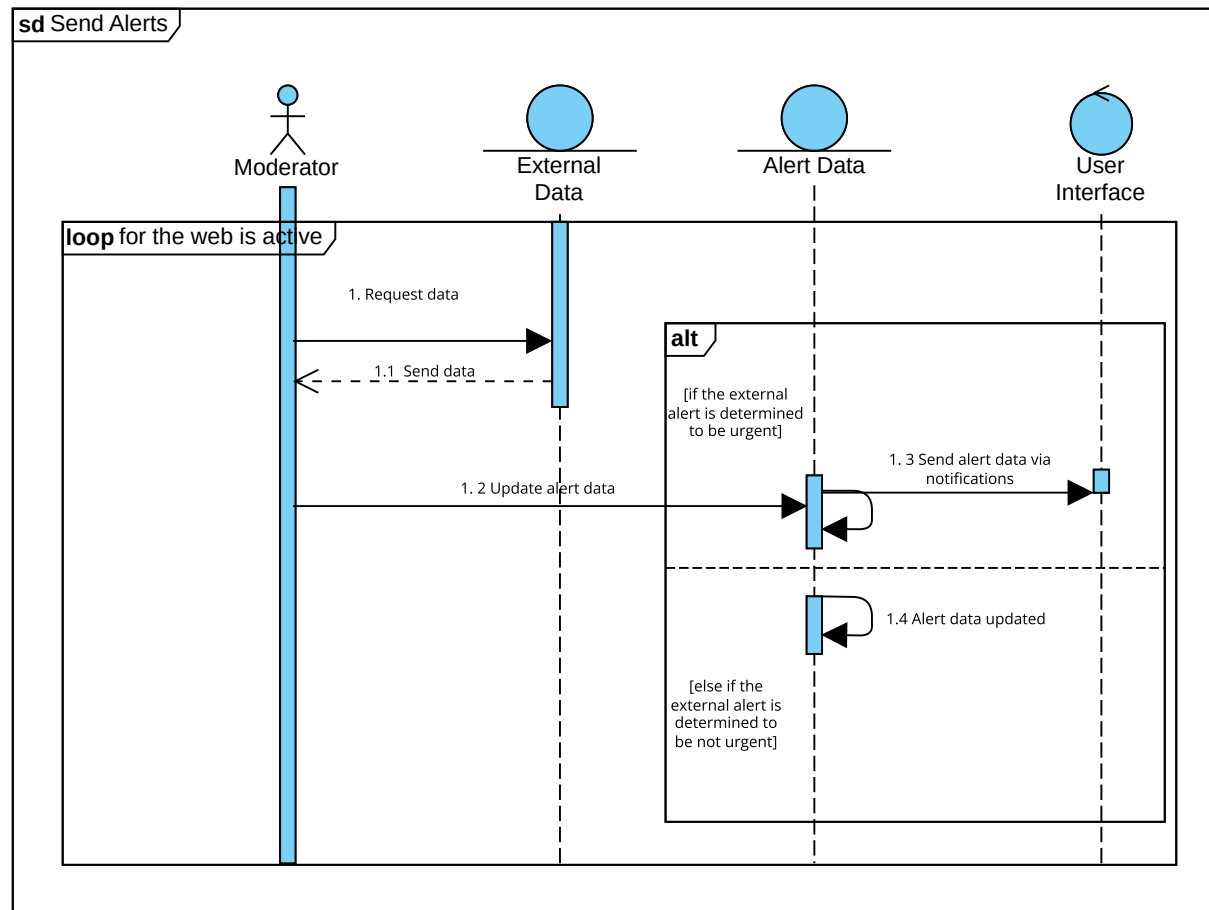 sd Send Alerts
Moderator
External
Data
Alert Data
User
Interface
loop for the web is active
1. Request data
alt
1.1  Send data
[if the external
alert is determined
to be urgent]
1. 3 Send alert data via
notifications
1. 2 Update alert data
1.4 Alert data updated
[else if the
external alert is
determined to
be not urgent]